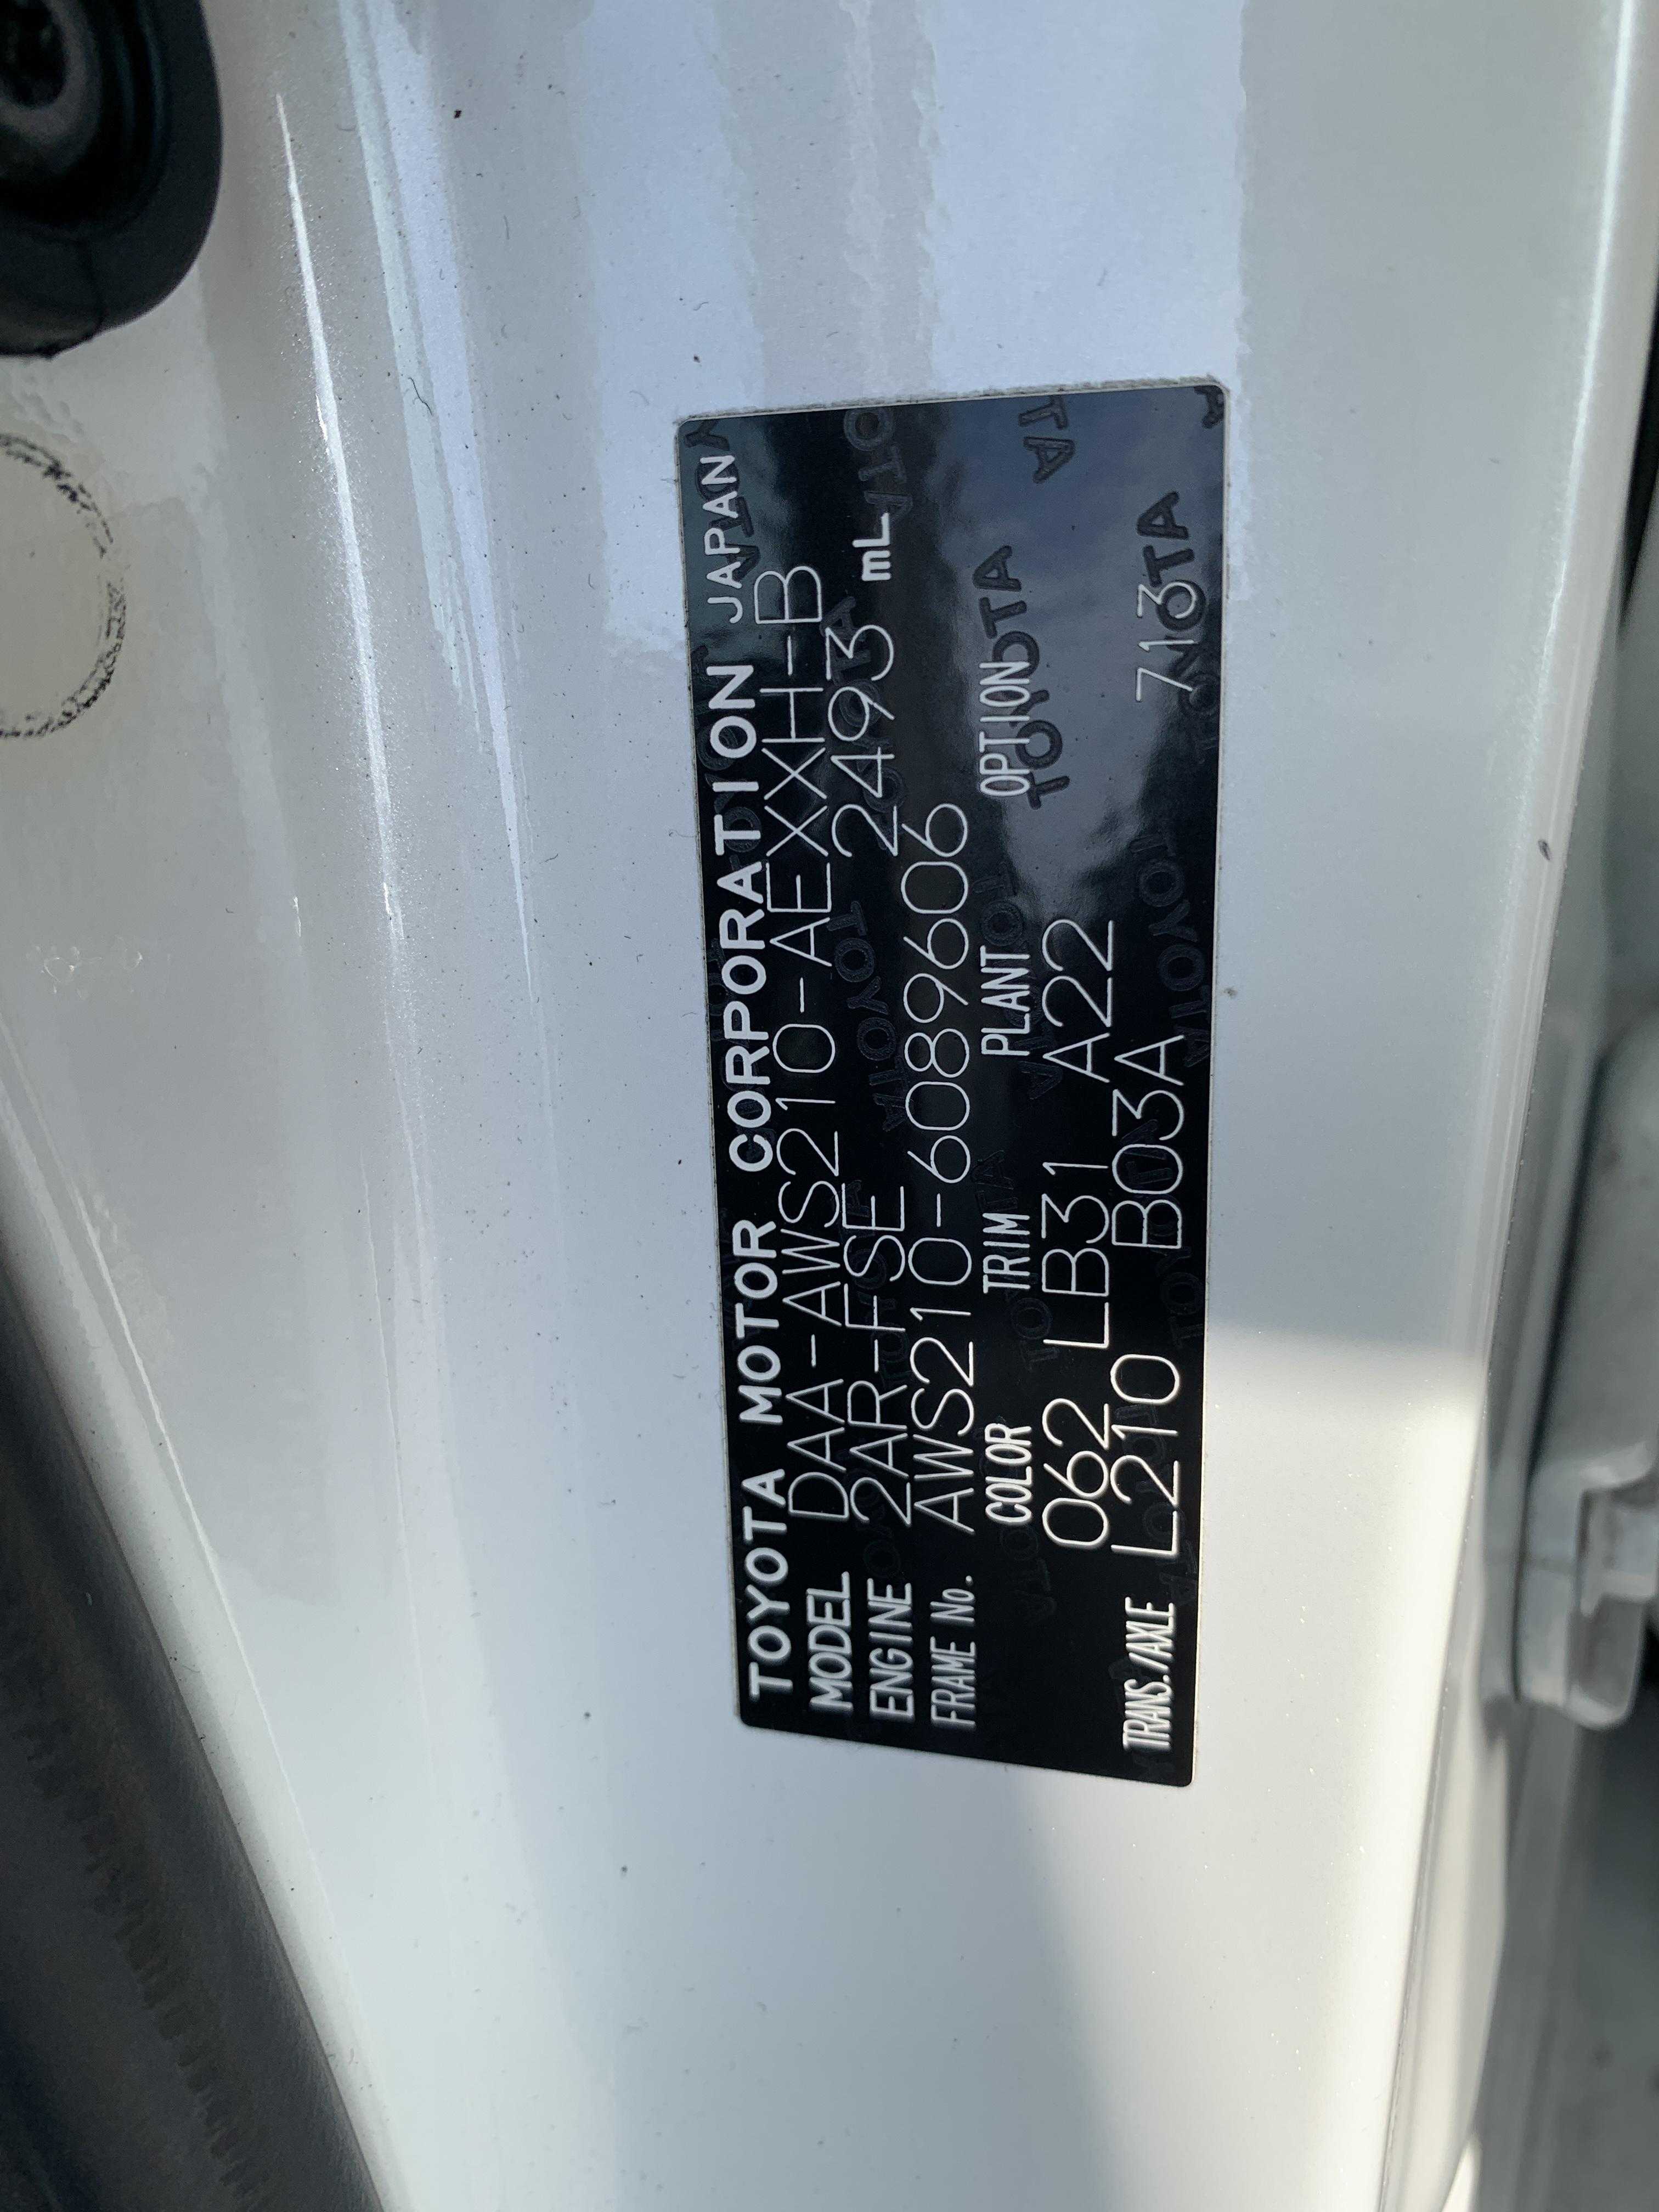 TOYOTA MOTOR CORPORATION JAPAN
MODEL DAA-AWS210-AEXXH-B
ENGINE 2AR-FSE 2493 mL
FRAME No. AWS210-6089606
COLOR TRIM PLANT OPTION
062 LB31 A22
TRANS./AXLE L210 B03A 713